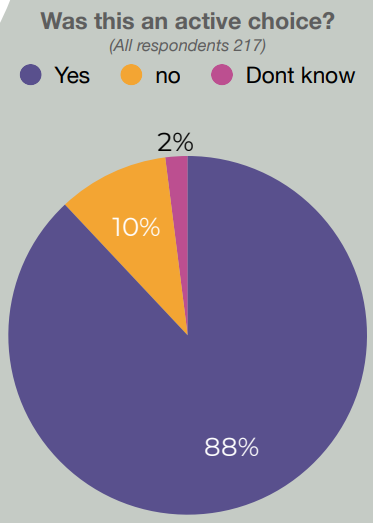 Was this an active choice?
(All respondents 217)
Yes no Dont know
2%
10%
88%